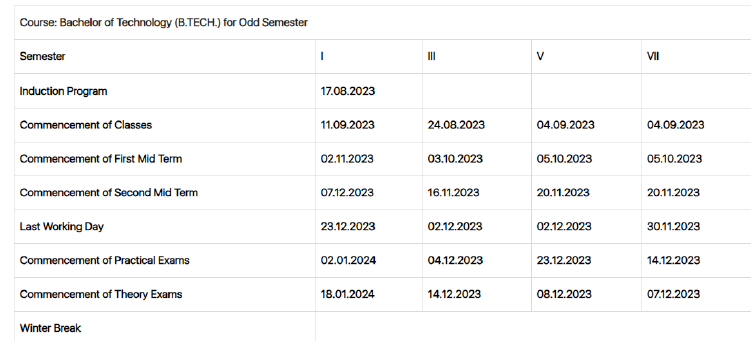 Course: Bachelor of Technology (B.TECH.) for Odd Semester
Semester I III V VII
Induction Program 17.08.2023
Commencement of Classes 11.09.2023 24.08.2023 04.09.2023 04.09.2023
Commencement of First Mid Term 02.11.2023 03.10.2023 05.10.2023 05.10.2023
Commencement of Second Mid Term 07.12.2023 16.11.2023 20.11.2023 20.11.2023
Last Working Day 23.12.2023 02.12.2023 02.12.2023 30.11.2023
Commencement of Practical Exams 02.01.2024 04.12.2023 23.12.2023 14.12.2023
Commencement of Theory Exams 18.01.2024 14.12.2023 08.12.2023 07.12.2023
Winter Break